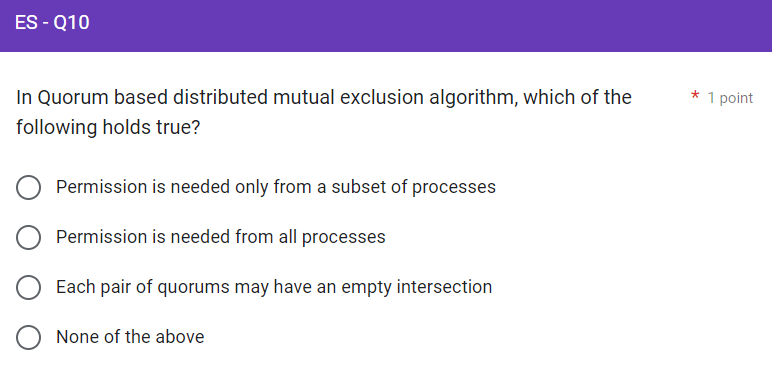 ES - Q10
In Quorum based distributed mutual exclusion algorithm, which of the * 1 point
following holds true?
Permission is needed only from a subset of processes
Permission is needed from all processes
Each pair of quorums may have an empty intersection
None of the above